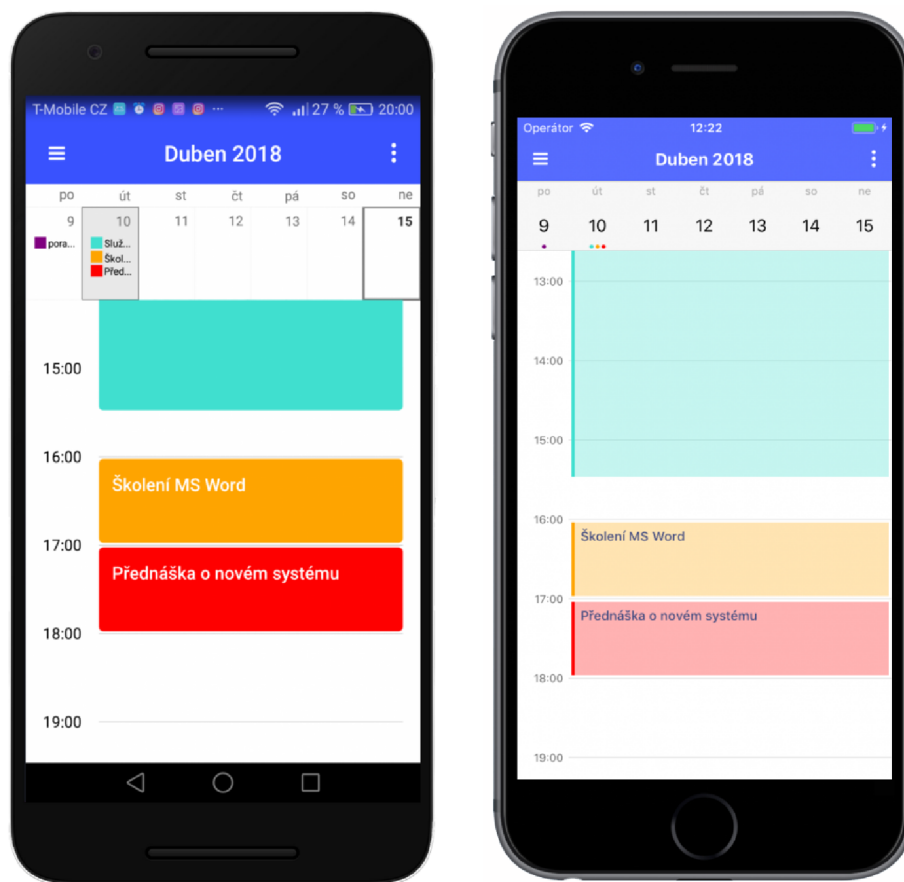 T-Mobile CZ 27 % 20:00
Duben 2018
po út st čt pá so ne
9 10 11 12 13 14 15
pora... Služ...
Škol...
Před...
15:00
16:00
Školení MS Word
17:00
Přednáška o novém systému
18:00
19:00
Operátor 12:22
Duben 2018
po út st čt pá so ne
9 10 11 12 13 14 15
13:00
14:00
15:00
16:00
Školení MS Word
17:00
Přednáška o novém systému
18:00
19:00